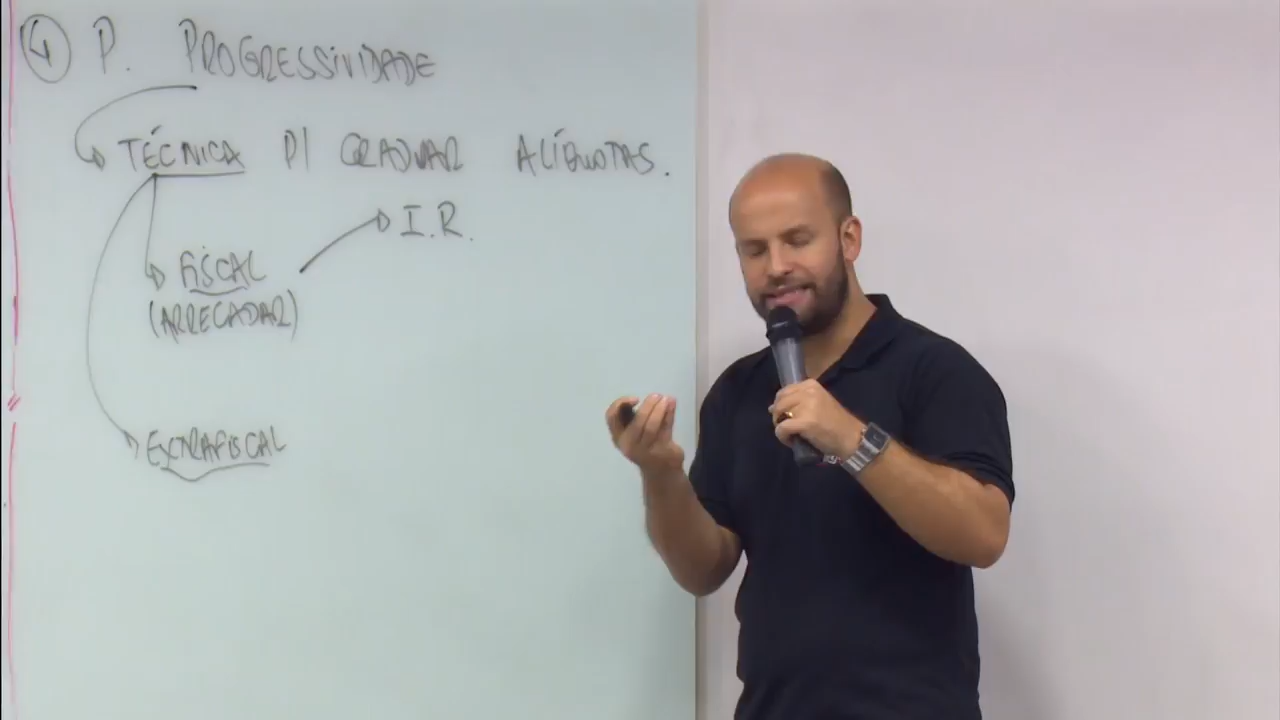 4 P. PROGRESSIVIDADE
TÉCNICA P/ GRADUAR ALÍQUOTAS.
I.R.
FISCAL
(ARRECADAR)
EXTRAFISCAL